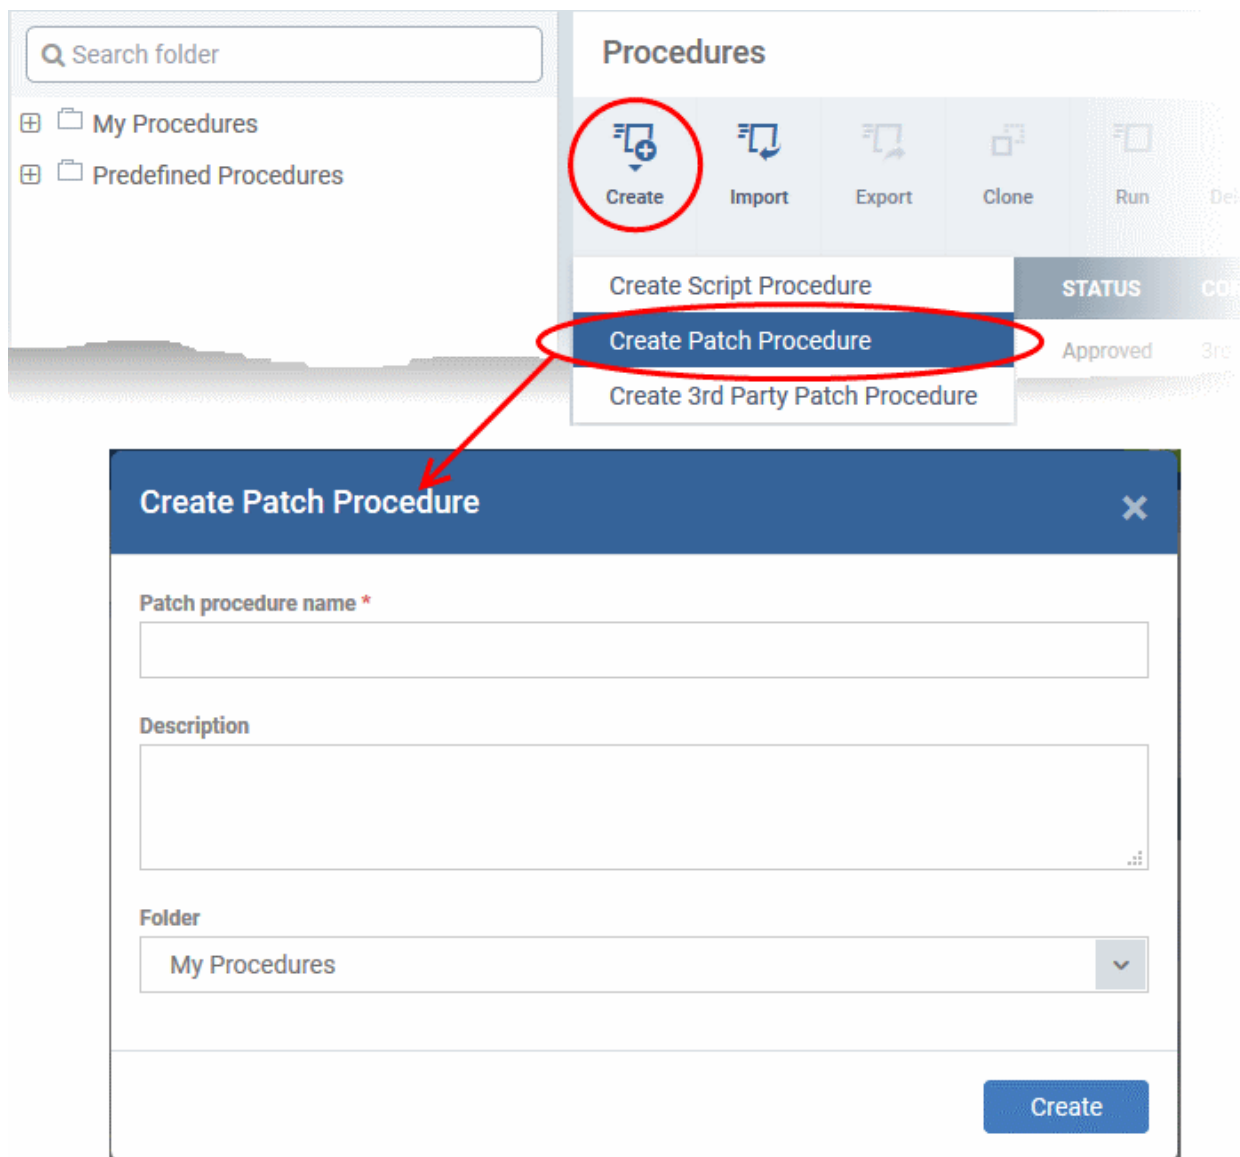 Search folder
My Procedures
Predefined Procedures
Procedures
Create Import Export Clone Run
Create Script Procedure
STATUS
Create Patch Procedure
Approved 3rd
Create 3rd Party Patch Procedure
Create Patch Procedure
Patch procedure name *
Description
Folder
My Procedures
Create